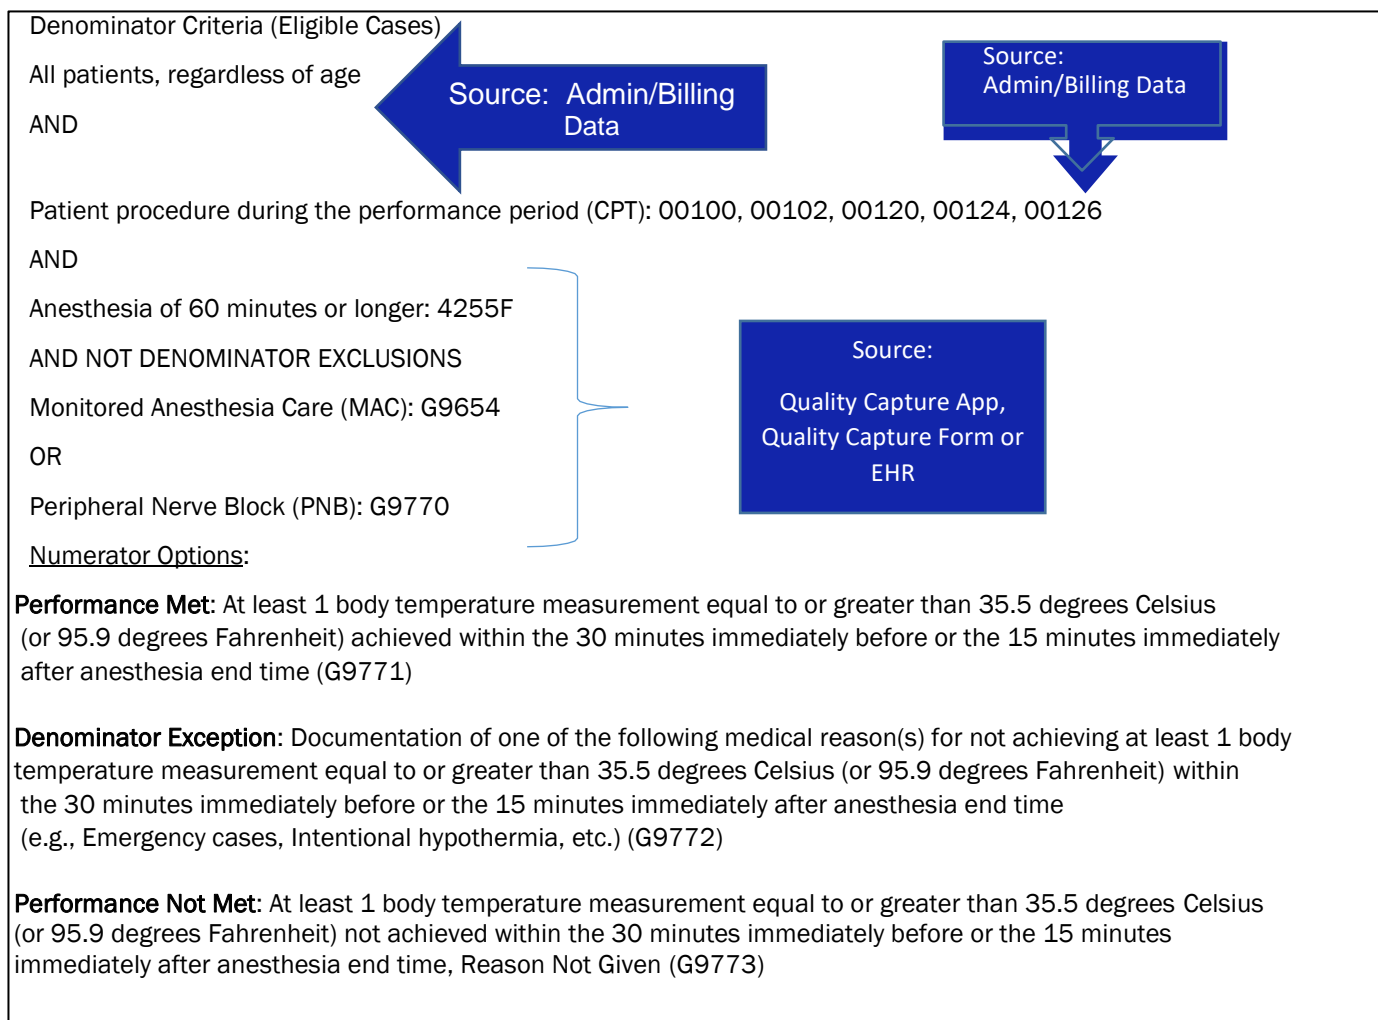 Denominator Criteria (Eligible Cases)
All patients, regardless of age
AND
Source: Admin/Billing
Data
Source:
Admin/Billing Data
Patient procedure during the performance period (CPT): 00100, 00102, 00120, 00124, 00126
AND
Anesthesia of 60 minutes or longer: 4255F
AND NOT DENOMINATOR EXCLUSIONS
Monitored Anesthesia Care (MAC): G9654
OR
Peripheral Nerve Block (PNB): G9770
Source:
Quality Capture App,
Quality Capture Form or
EHR
Numerator Options:
Performance Met: At least 1 body temperature measurement equal to or greater than 35.5 degrees Celsius
(or 95.9 degrees Fahrenheit) achieved within the 30 minutes immediately before or the 15 minutes immediately
after anesthesia end time (G9771)
Denominator Exception: Documentation of one of the following medical reason(s) for not achieving at least 1 body
temperature measurement equal to or greater than 35.5 degrees Celsius (or 95.9 degrees Fahrenheit) within
the 30 minutes immediately before or the 15 minutes immediately after anesthesia end time
(e.g., Emergency cases, Intentional hypothermia, etc.) (G9772)
Performance Not Met: At least 1 body temperature measurement equal to or greater than 35.5 degrees Celsius
(or 95.9 degrees Fahrenheit) not achieved within the 30 minutes immediately before or the 15 minutes
immediately after anesthesia end time, Reason Not Given (G9773)